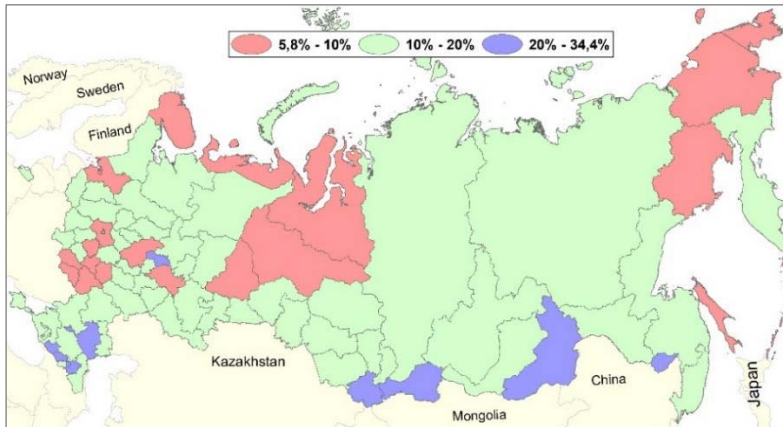 5,8% - 10% 10% - 20% 20% - 34,4%
Norway
Sweden
Finland
Kazakhstan
Mongolia
China
Japan